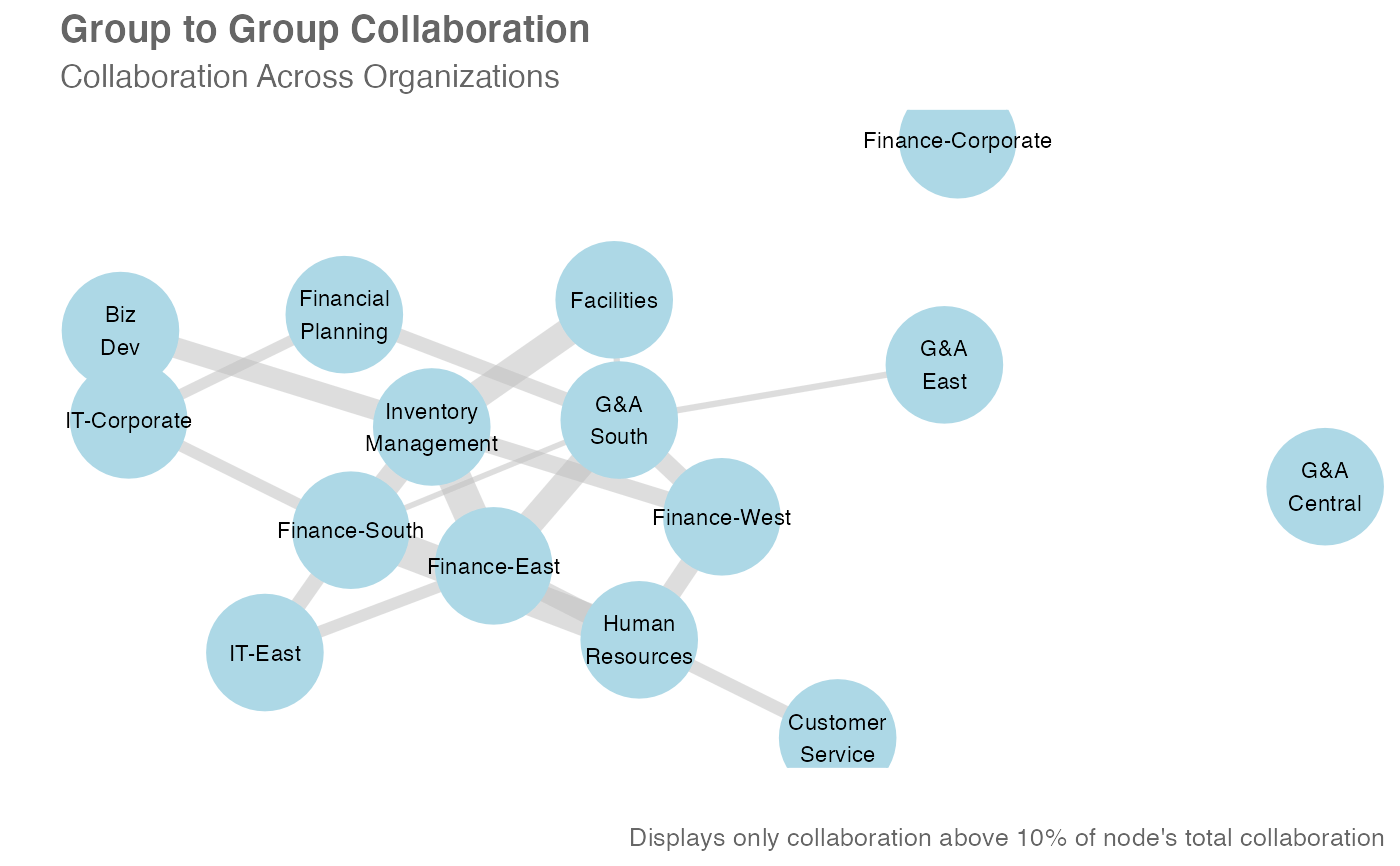 Group to Group Collaboration
Collaboration Across Organizations
Finance-Corporate
Biz
Dev
Financial
Planning
Facilities
G&A
East
IT-Corporate
Inventory
Management
G&A
South
G&A
Central
Finance-South
Finance-East
Finance-West
IT-East
Human
Resources
Customer
Service
Displays only collaboration above 10% of node's total collaboration